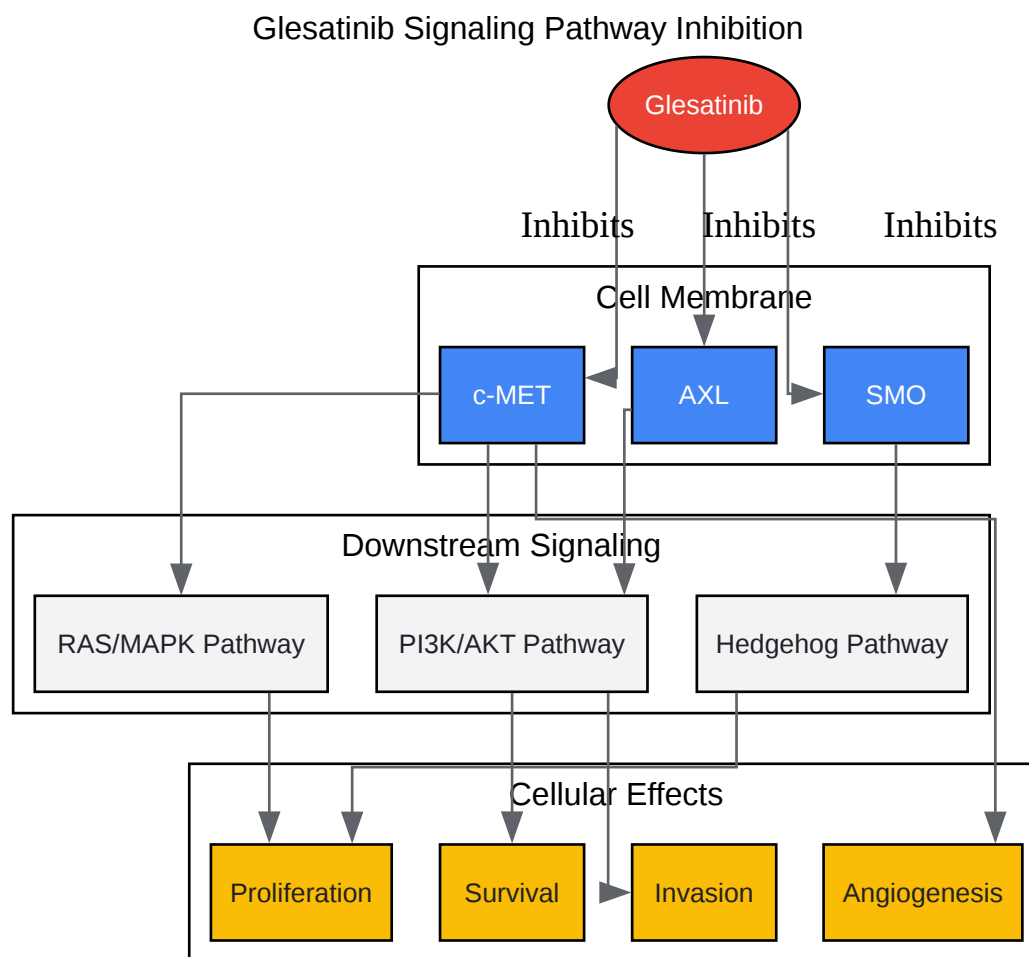 Glesatinib Signaling Pathway Inhibition
Glesatinib
Inhibits
Inhibits
Inhibits
Cell Membrane
c-MET
AXL
SMO
Downstream Signaling
RAS/MAPK Pathway
PI3K/AKT Pathway
Hedgehog Pathway
Cellular Effects
Proliferation
Survival
Invasion
Angiogenesis